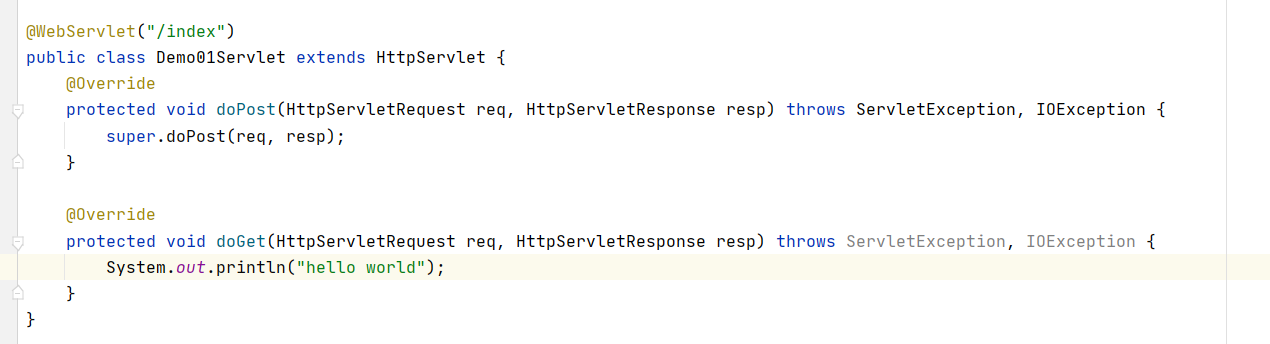 @WebServlet("/index")
public class Demo01Servlet extends HttpServlet {
    @Override
    protected void doPost(HttpServletRequest req, HttpServletResponse resp) throws ServletException, IOException {
        super.doPost(req, resp);
    }

    @Override
    protected void doGet(HttpServletRequest req, HttpServletResponse resp) throws ServletException, IOException {
        System.out.println("hello world");
    }
}